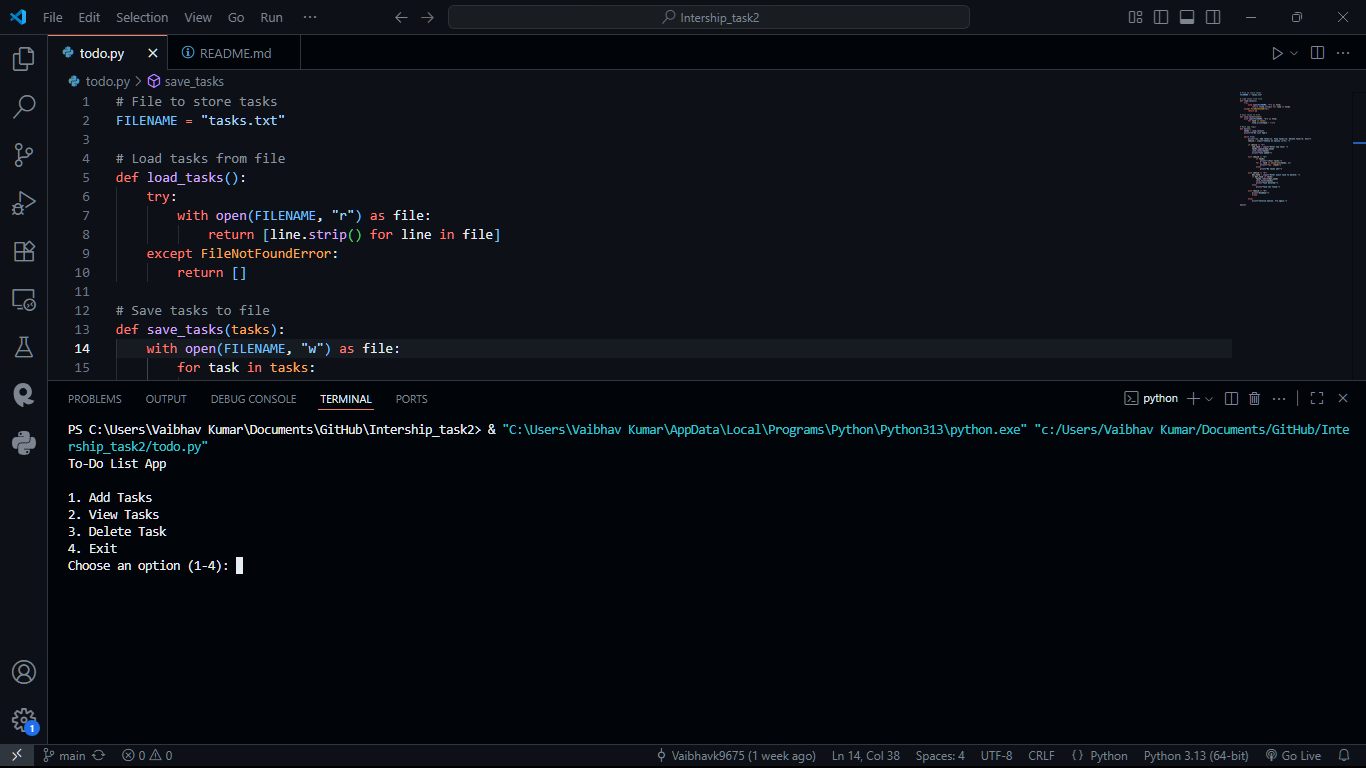 File Edit Selection View Go Run ··· Intership_task2
todo.py README.md
todo.py > save_tasks
1 # File to store tasks
2 FILENAME = "tasks.txt"
3
4 # Load tasks from file
5 def load_tasks():
6 try:
7 with open(FILENAME, "r") as file:
8 return [line.strip() for line in file]
9 except FileNotFoundError:
10 return []
11
12 # Save tasks to file
13 def save_tasks(tasks):
14 with open(FILENAME, "w") as file:
15 for task in tasks:
PROBLEMS OUTPUT DEBUG CONSOLE TERMINAL PORTS python
PS C:\Users\Vaibhav Kumar\Documents\GitHub\Intership_task2> & "C:\Users\Vaibhav Kumar\AppData\Local\Programs\Python\Python313\python.exe" "c:/Users/Vaibhav Kumar/Documents/GitHub/Inte
rship_task2/todo.py"
To-Do List App
1. Add Tasks
2. View Tasks
3. Delete Task
4. Exit
Choose an option (1-4):
1
main 0 0 Vaibhavk9675 (1 week ago) Ln 14, Col 38 Spaces: 4 UTF-8 CRLF {} Python Python 3.13 (64-bit) Go Live